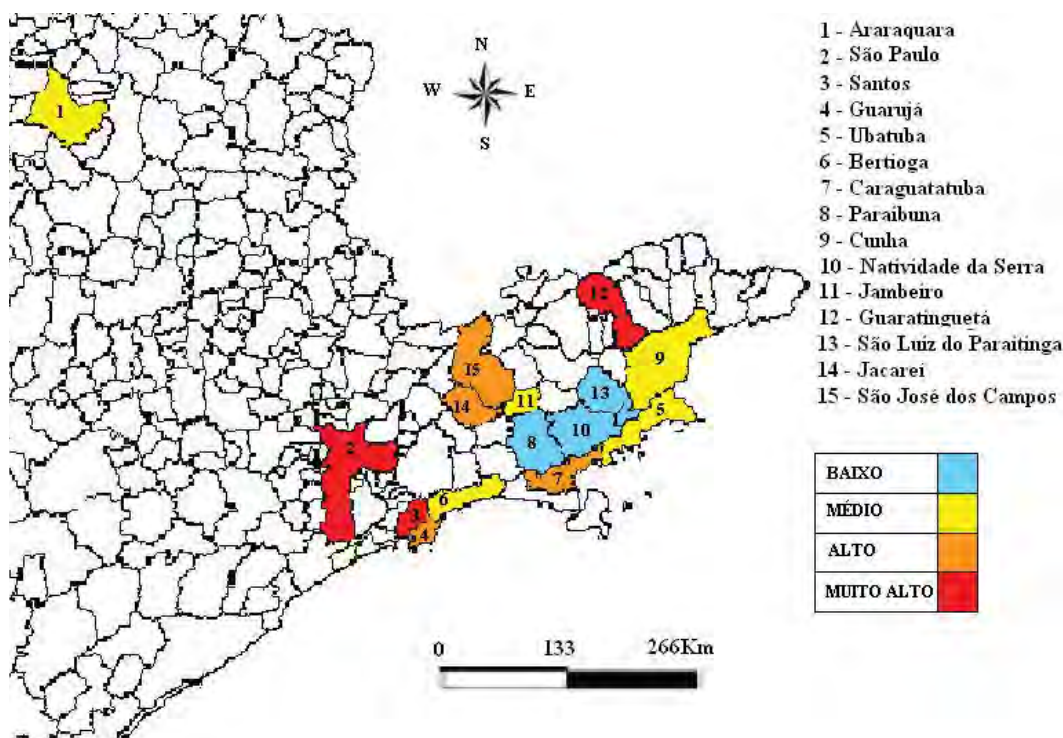 N
W E
S
1 - Araraquara
2 - São Paulo
3 - Santos
4 - Guarujá
5 - Ubatuba
6 - Bertioga
7 - Caraguatatuba
8 - Paraibuna
9 - Cunha
10 - Natividade da Serra
11 - Jambeiro
12 - Guaratinguetá
13 - São Luiz do Paraitinga
14 - Jacareí
15 - São José dos Campos
1
12
9
15
13
11
14
5
10
8
2
7
6
3
4
BAIXO
MÉDIO
ALTO
MUITO ALTO
0 133 266Km